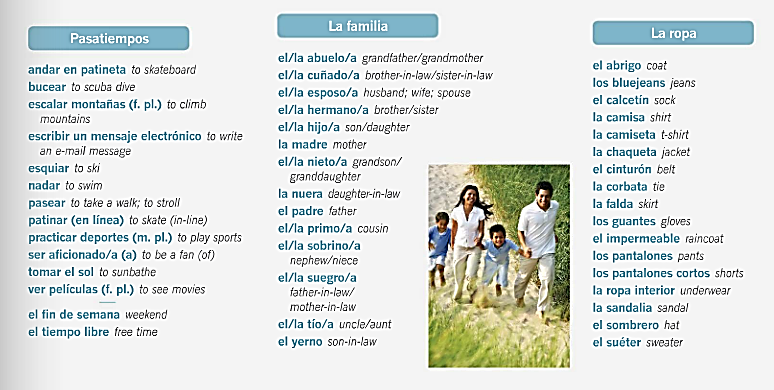 Pasatiempos
andar en patineta to skateboard
bucear to scuba dive
escalar montañas (f. pl.) to climb
mountains
escribir un mensaje electrónico to write
an e-mail message
esquiar to ski
nadar to swim
pasear to take a walk; to stroll
patinar (en línea) to skate (in-line)
practicar deportes (m. pl.) to play sports
ser aficionado/a (a) to be a fan (of)
tomar el sol to sunbathe
ver películas (f. pl.) to see movies
el fin de semana weekend
el tiempo libre free time
La familia
el/la abuelo/a grandfather/grandmother
el/la cuñado/a brother-in-law/sister-in-law
el/la esposo/a husband; wife; spouse
el/la hermano/a brother/sister
el/la hijo/a son/daughter
la madre mother
el/la nieto/a grandson/
granddaughter
la nuera daughter-in-law
el padre father
el/la primo/a cousin
el/la sobrino/a
nephew/niece
el/la suegro/a
father-in-law/
mother-in-law
el/la tío/a uncle/aunt
el yerno son-in-law
La ropa
el abrigo coat
los bluejeans jeans
el calcetín sock
la camisa shirt
la camiseta t-shirt
la chaqueta jacket
el cinturón belt
la corbata tie
la falda skirt
los guantes gloves
el impermeable raincoat
los pantalones pants
los pantalones cortos shorts
la ropa interior underwear
la sandalia sandal
el sombrero hat
el suéter sweater